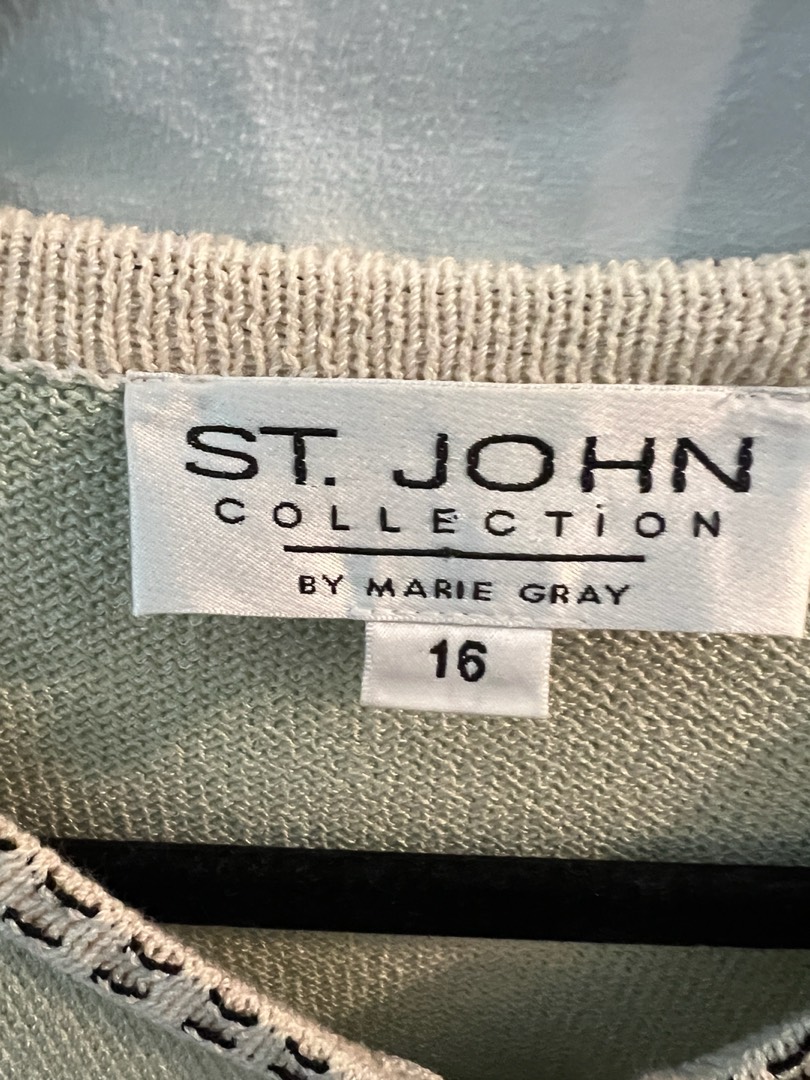 ST. JOHN
COLLECTION
BY MARIE GRAY
16